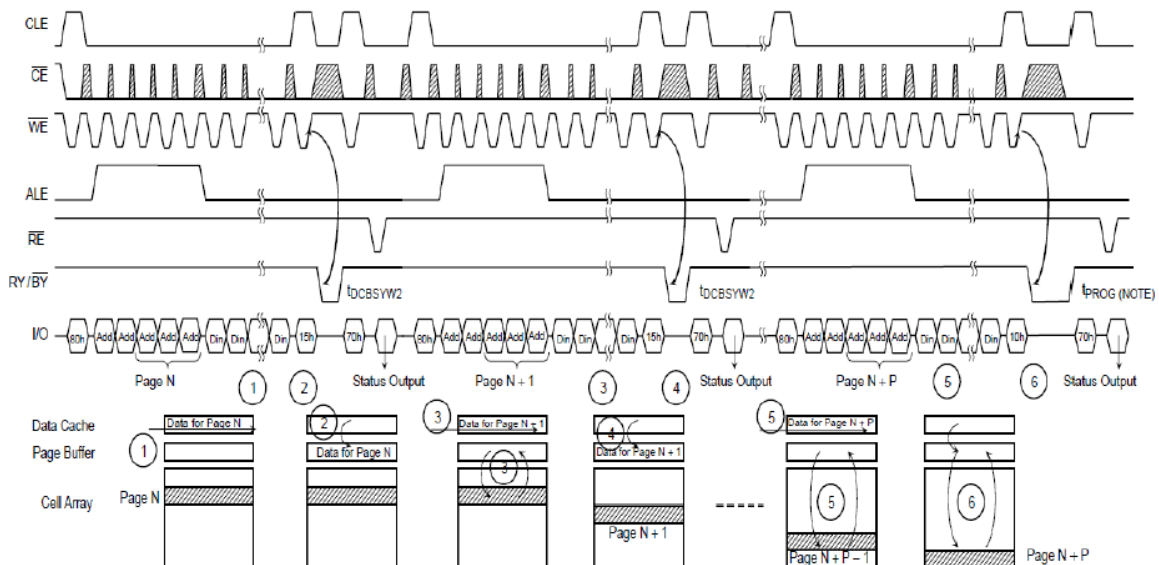 CLE
CE
WE
ALE
RE
RY/BY
tDCBSYW2 tDCBSYW2 tPROG (NOTE)
I/O 80h Add Add Add Add Add Din Din Din 15h 70h 80h Add Add Add Add Add Din Din Din 15h 70h 80h Add Add Add Add Add Din Din Din 10h 70h
Page N Status Output Page N + 1 Status Output Page N + P Status Output
1 2 3 4 5 6
Data Cache Data for Page N 2 3 Data for Page N + 1 4 5 Data for Page N + P
Page Buffer 1 Data for Page N Data for Page N + 1
3
Cell Array Page N 5 6
Page N + 1
Page N + P - 1 Page N + P